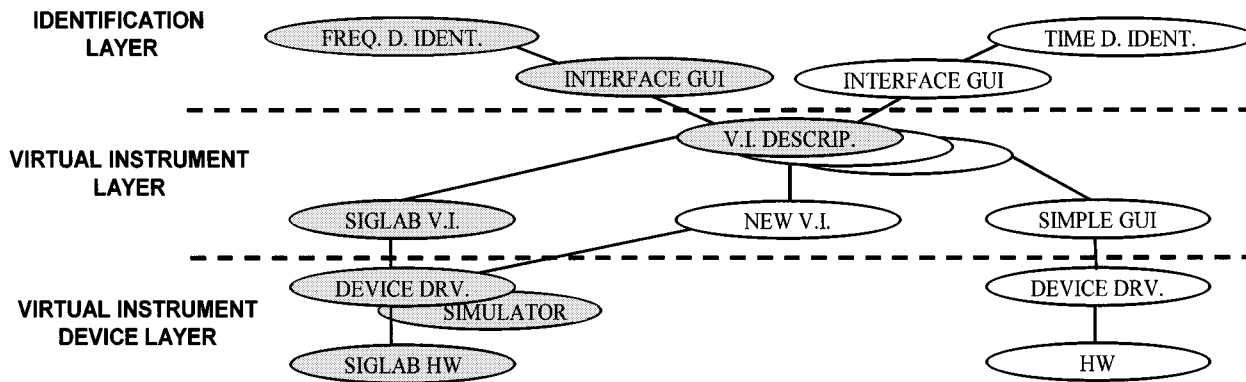 IDENTIFICATION
LAYER
FREQ. D. IDENT.
TIME D. IDENT.
INTERFACE GUI
INTERFACE GUI
VIRTUAL INSTRUMENT
LAYER
V.I. DESCRIP.
SIGLAB V.I.
NEW V.I.
SIMPLE GUI
VIRTUAL INSTRUMENT
DEVICE LAYER
DEVICE DRV.
DEVICE DRV.
SIMULATOR
SIGLAB HW
HW